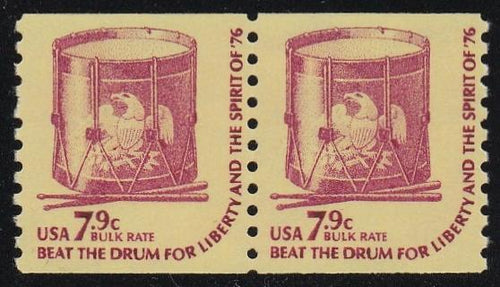 USA 7.9c
BULK RATE
BEAT THE DRUM FOR LIBERTY AND THE SPIRIT OF '76
USA 7.9c
BULK RATE
BEAT THE DRUM FOR LIBERTY AND THE SPIRIT OF '76